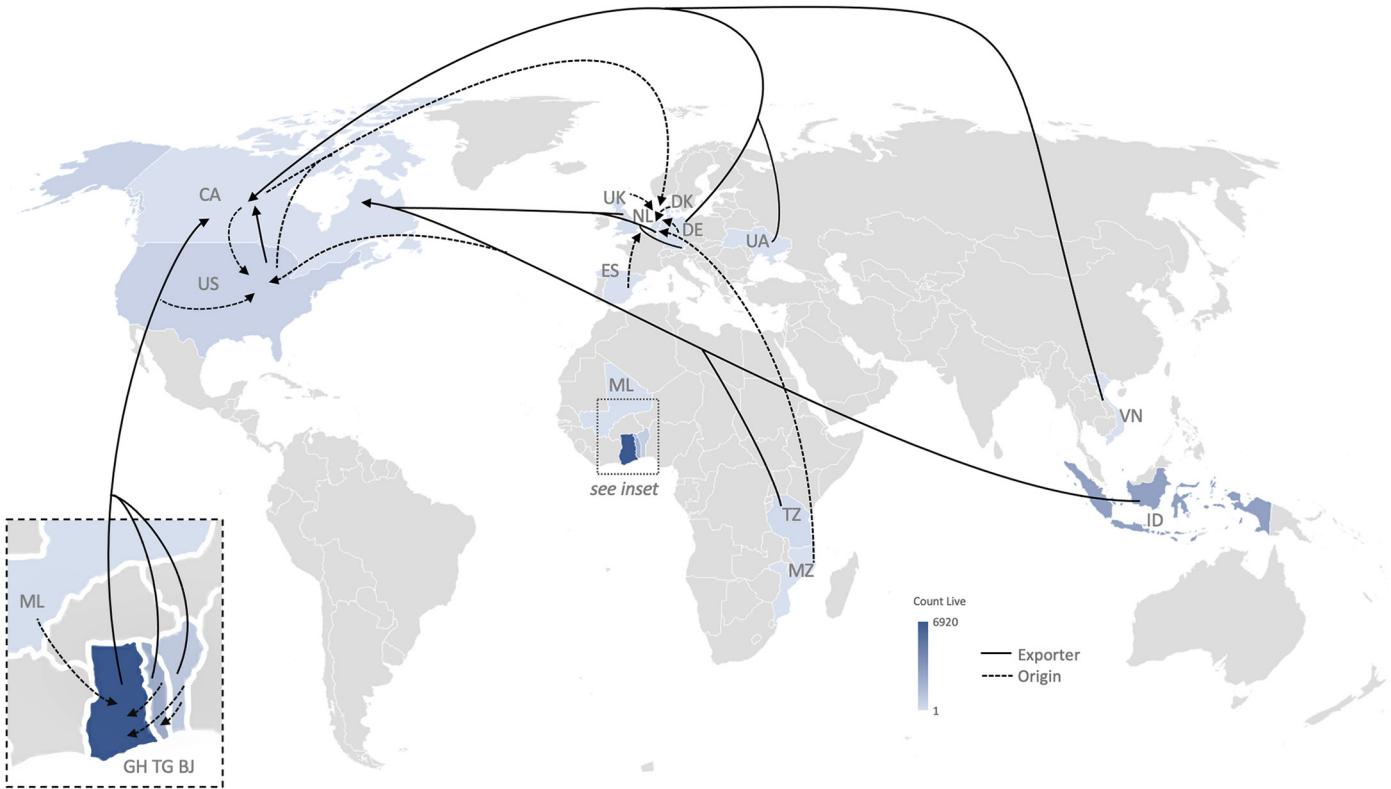 CA
UK
DK
NL
DE
UA
ES
US
ML
VN
see inset
TZ
ID
MZ
Count Live
6920
1
Exporter
Origin
ML
GH TG BJ